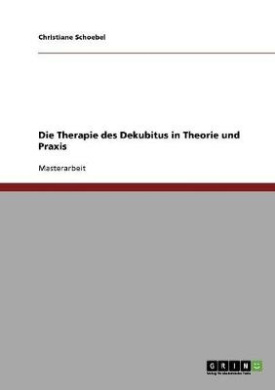 Christiane Schoebel
Die Therapie des Dekubitus in Theorie und
Praxis
Masterarbeit
GRIN